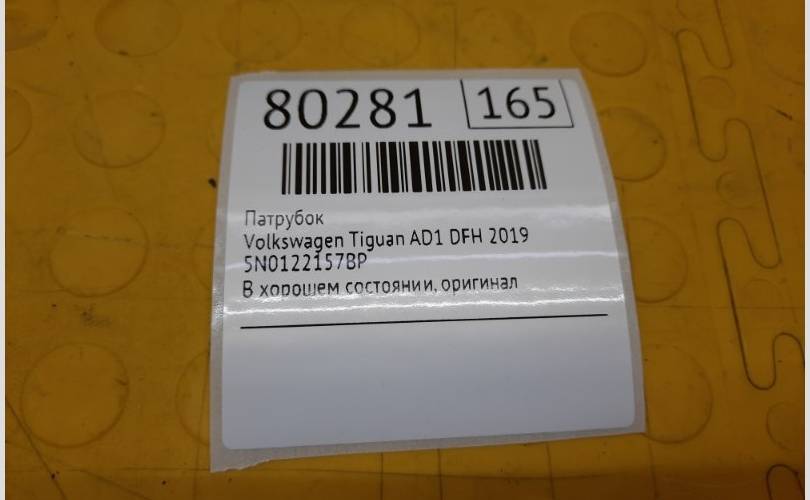 80281 165
Патрубок
Volkswagen Tiguan AD1 DFH 2019
5N0122157BP
В хорошем состоянии, оригинал